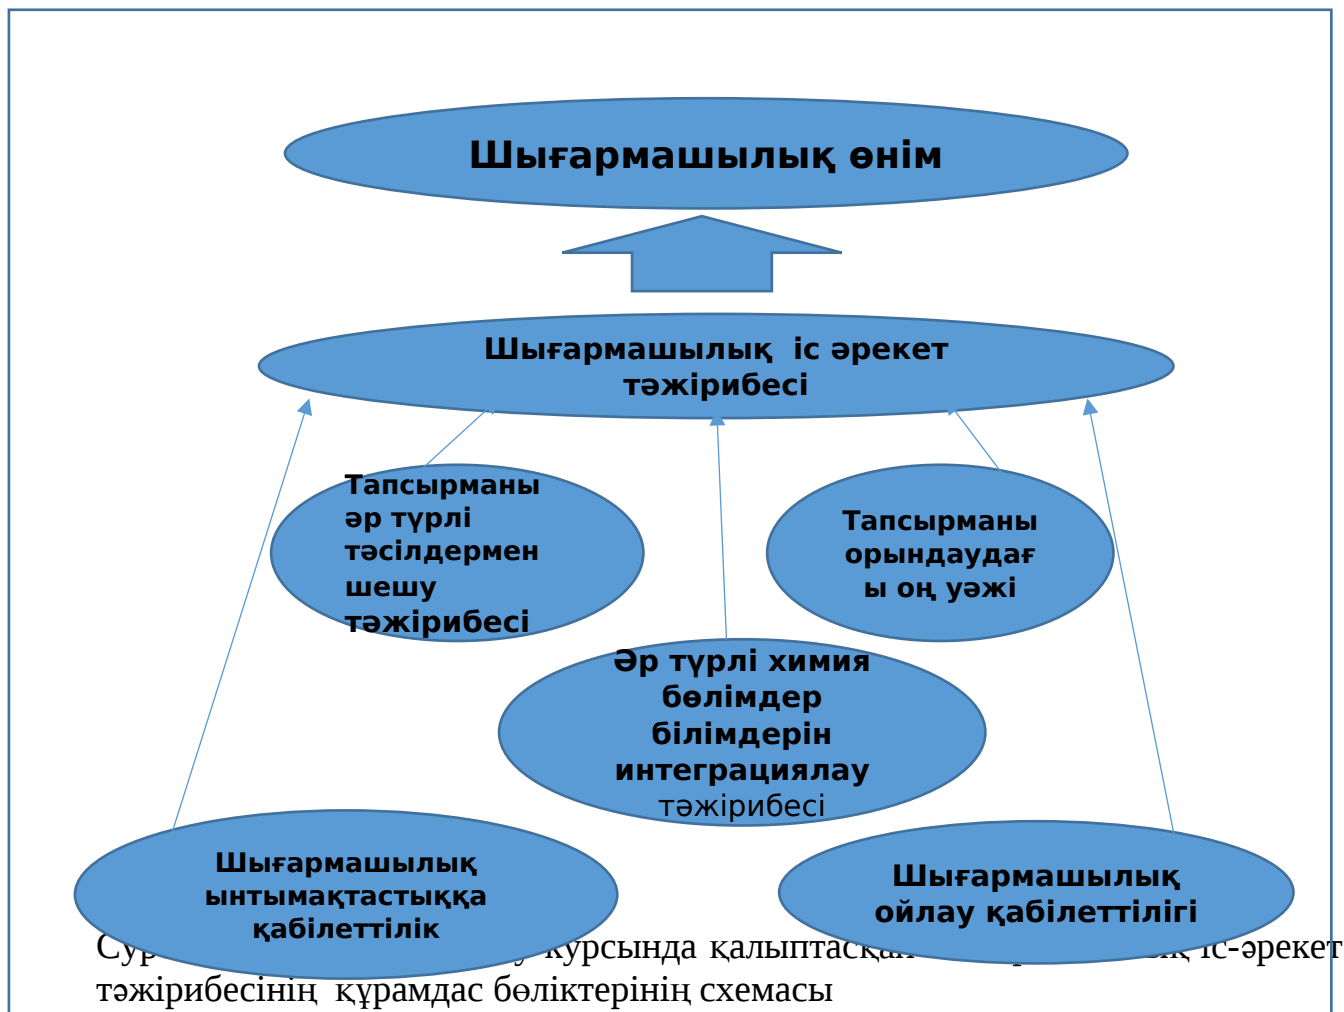 Шығармашылық өнім
Шығармашылық іс әрекет
тәжірибесі
Тапсырманы
әр түрлі
тәсілдермен
шешу
тәжірибесі
Тапсырманы
орындаудағ
ы оң уәжі
Әр түрлі химия
бөлімдер
білімдерін
интеграциялау
тәжірибесі
Шығармашылық
ынтымақтастыққа
қабілеттілік
Шығармашылық
ойлау қабілеттілігі
курсында іс-әрекет
тәжірибесінің құрамдас бөліктерінің схемасы